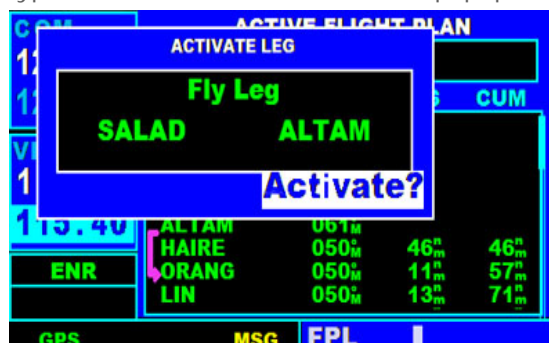 ACTIVE FLIGHT PLAN
ACTIVATE LEG
Fly Leg
CUM
SALAD ALTAM
Activate?
115.40
ALTAM 061°M
HAIRE 050°M 46nm 46nm
ENR
ORANG 050°M 11nm 57nm
LIN 050°M 13nm 71nm
GPS MSG FPL